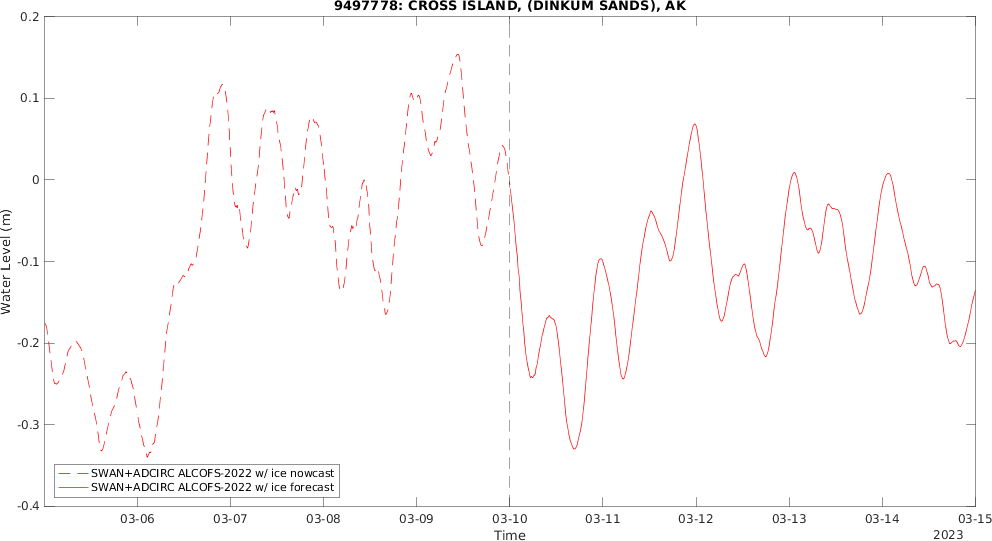 9497778: CROSS ISLAND, (DINKUM SANDS), AK
0.2
0.1
0
-0.1
-0.2
-0.3
-0.4
Water Level (m)
SWAN+ADCIRC ALCOFS-2022 w/ ice nowcast
SWAN+ADCIRC ALCOFS-2022 w/ ice forecast
03-06 03-07 03-08 03-09 03-10 03-11 03-12 03-13 03-14 03-15
Time
2023